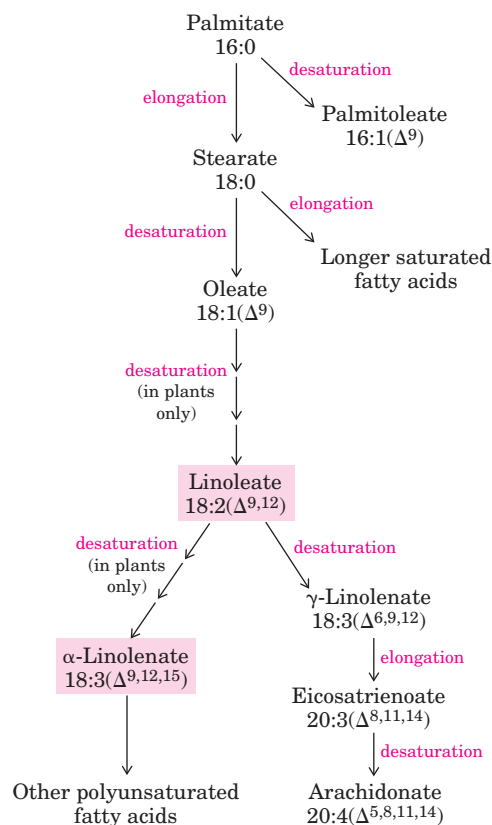 Palmitate
16:0
desaturation
elongation
Palmitoleate
16:1(Δ⁹)
Stearate
18:0
elongation
desaturation
Longer saturated
fatty acids
Oleate
18:1(Δ⁹)
desaturation
(in plants
only)
Linoleate
18:2(Δ⁹,¹²)
desaturation
(in plants
only)
desaturation
γ-Linolenate
18:3(Δ⁶,⁹,¹²)
elongation
α-Linolenate
18:3(Δ⁹,¹²,¹⁵)
Eicosatrienoate
20:3(Δ⁸,¹¹,¹⁴)
desaturation
Other polyunsaturated
fatty acids
Arachidonate
20:4(Δ⁵,⁸,¹¹,¹⁴)